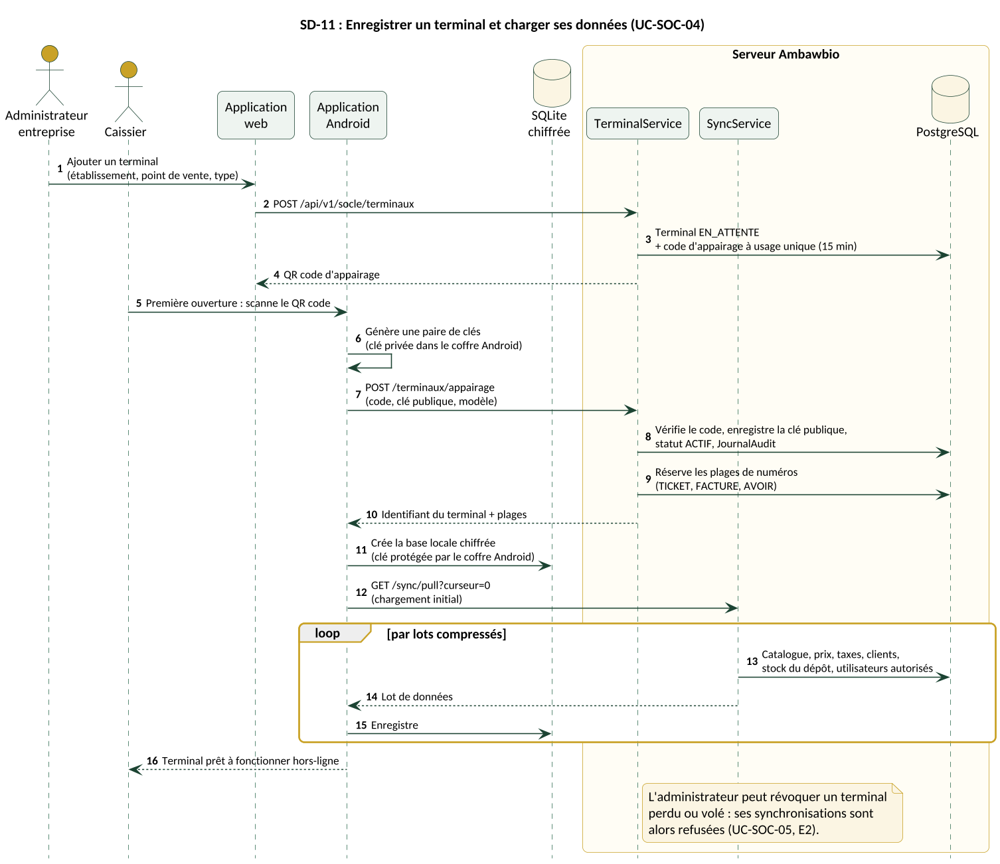 SD-11 : Enregistrer un terminal et charger ses données (UC-SOC-04)
Serveur Ambawbio
Administrateur
entreprise
Caissier
Application
web
Application
Android
SQLite
chiffrée
TerminalService
SyncService
PostgreSQL
1 Ajouter un terminal
(établissement, point de vente, type)
2 POST /api/v1/socle/terminaux
3 Terminal EN_ATTENTE
+ code d'appairage à usage unique (15 min)
4 QR code d'appairage
5 Première ouverture : scanne le QR code
6 Génère une paire de clés
(clé privée dans le coffre Android)
7 POST /terminaux/appairage
(code, clé publique, modèle)
8 Vérifie le code, enregistre la clé publique,
statut ACTIF, JournalAudit
9 Réserve les plages de numéros
(TICKET, FACTURE, AVOIR)
10 Identifiant du terminal + plages
11 Crée la base locale chiffrée
(clé protégée par le coffre Android)
12 GET /sync/pull?curseur=0
(chargement initial)
loop [par lots compressés]
13 Catalogue, prix, taxes, clients,
stock du dépôt, utilisateurs autorisés
14 Lot de données
15 Enregistre
16 Terminal prêt à fonctionner hors-ligne
L'administrateur peut révoquer un terminal
perdu ou volé : ses synchronisations sont
alors refusées (UC-SOC-05, E2).